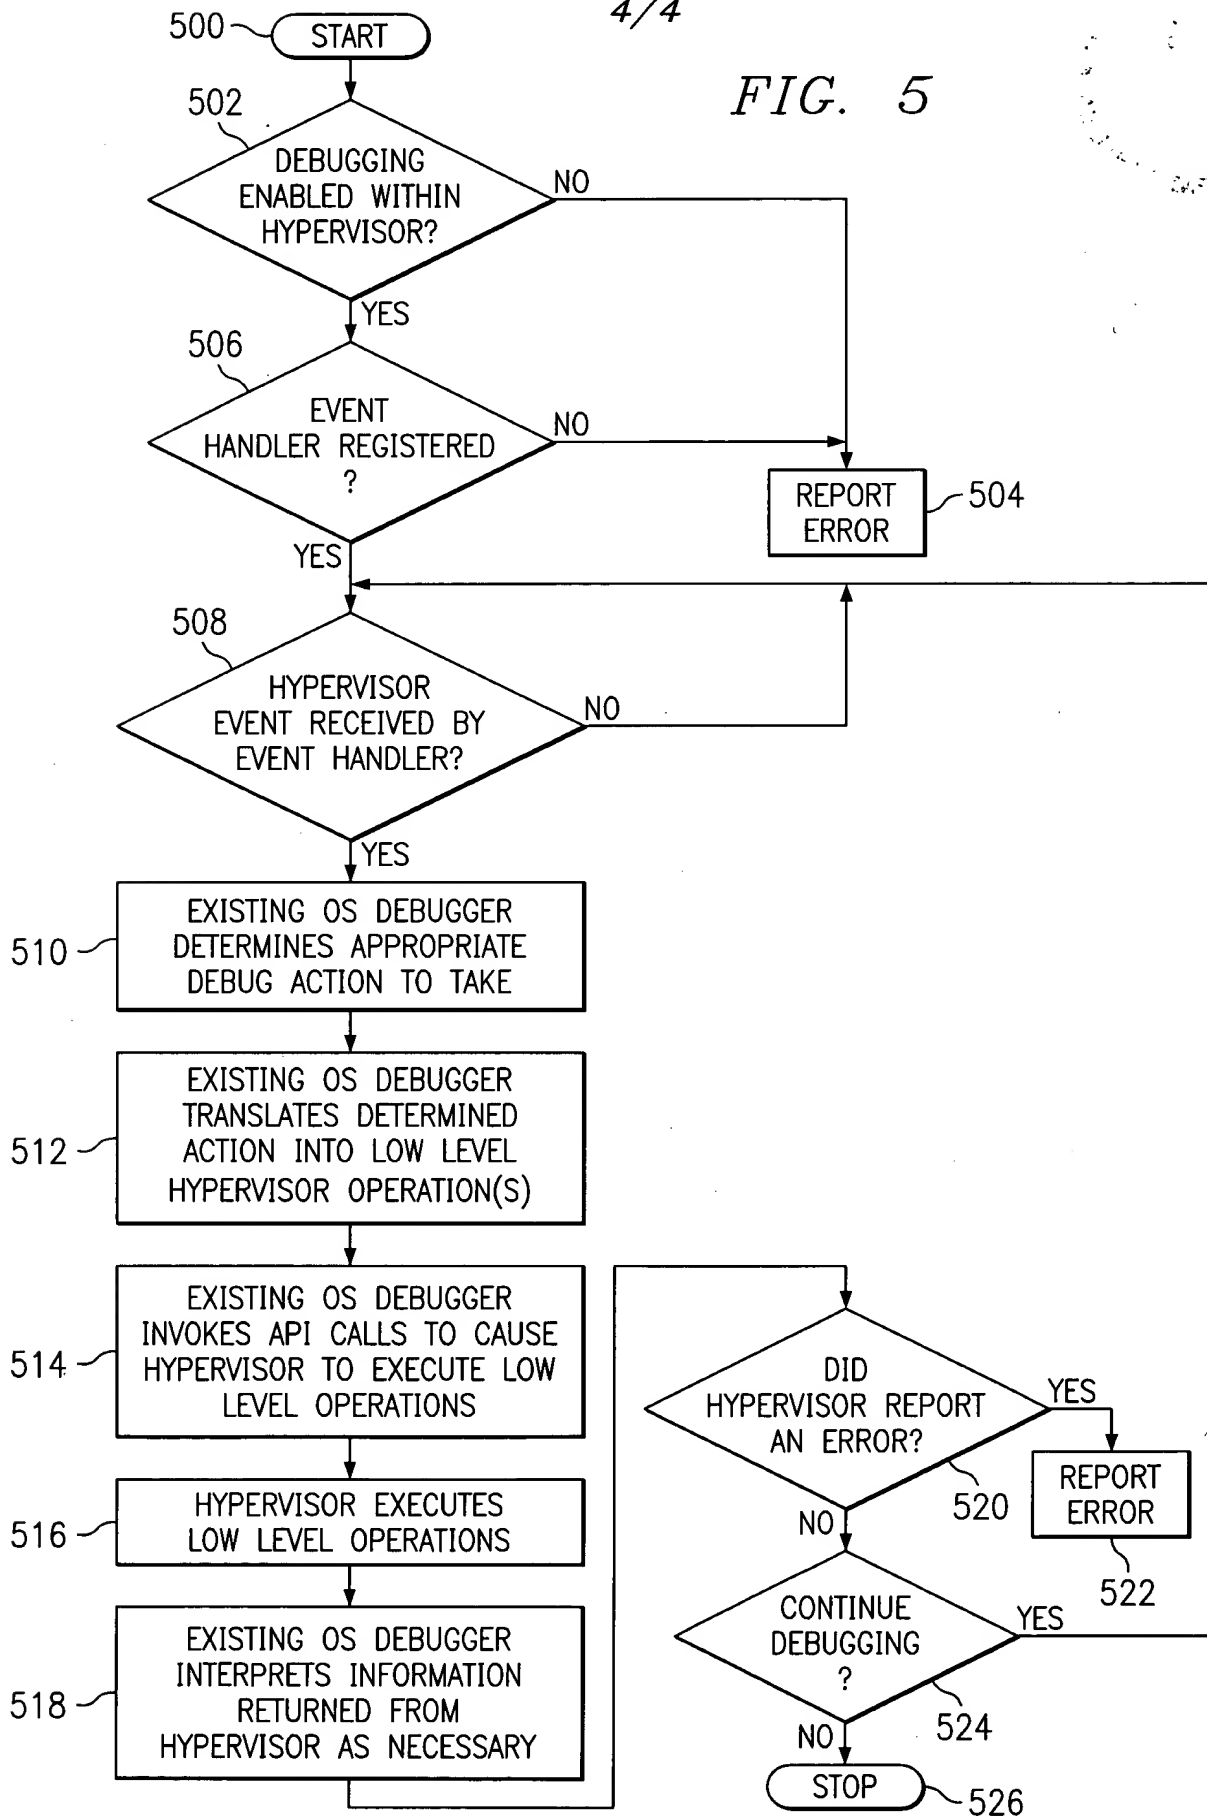 4/4
FIG. 5
500
START
502
DEBUGGING
ENABLED WITHIN
HYPERVISOR?
NO
YES
506
EVENT
HANDLER REGISTERED
?
NO
REPORT
ERROR
504
YES
508
HYPERVISOR
EVENT RECEIVED BY
EVENT HANDLER?
NO
YES
510
EXISTING OS DEBUGGER
DETERMINES APPROPRIATE
DEBUG ACTION TO TAKE
512
EXISTING OS DEBUGGER
TRANSLATES DETERMINED
ACTION INTO LOW LEVEL
HYPERVISOR OPERATION(S)
514
EXISTING OS DEBUGGER
INVOKES API CALLS TO CAUSE
HYPERVISOR TO EXECUTE LOW
LEVEL OPERATIONS
516
HYPERVISOR EXECUTES
LOW LEVEL OPERATIONS
518
EXISTING OS DEBUGGER
INTERPRETS INFORMATION
RETURNED FROM
HYPERVISOR AS NECESSARY
DID
HYPERVISOR REPORT
AN ERROR?
YES
520
REPORT
ERROR
522
NO
CONTINUE
DEBUGGING
?
YES
524
NO
STOP
526